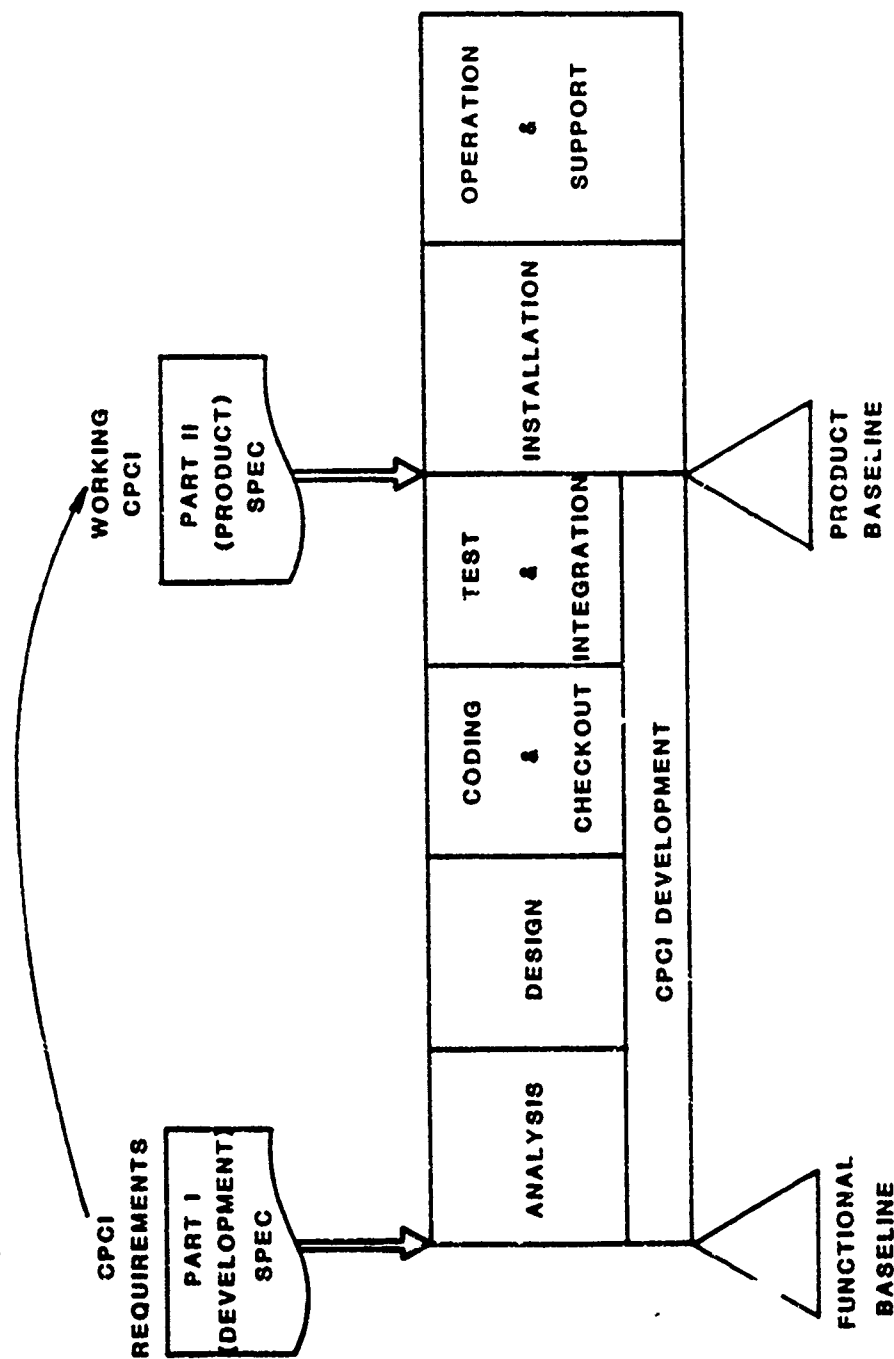 CPCI
REQUIREMENTS
PART I
(DEVELOPMENT)
SPEC
WORKING
CPCI
PART II
(PRODUCT)
SPEC
ANALYSIS
DESIGN
CODING
&
CHECKOUT
TEST
&
INTEGRATION
INSTALLATION
OPERATION
&
SUPPORT
CPCI DEVELOPMENT
FUNCTIONAL
BASELINE
PRODUCT
BASELINE